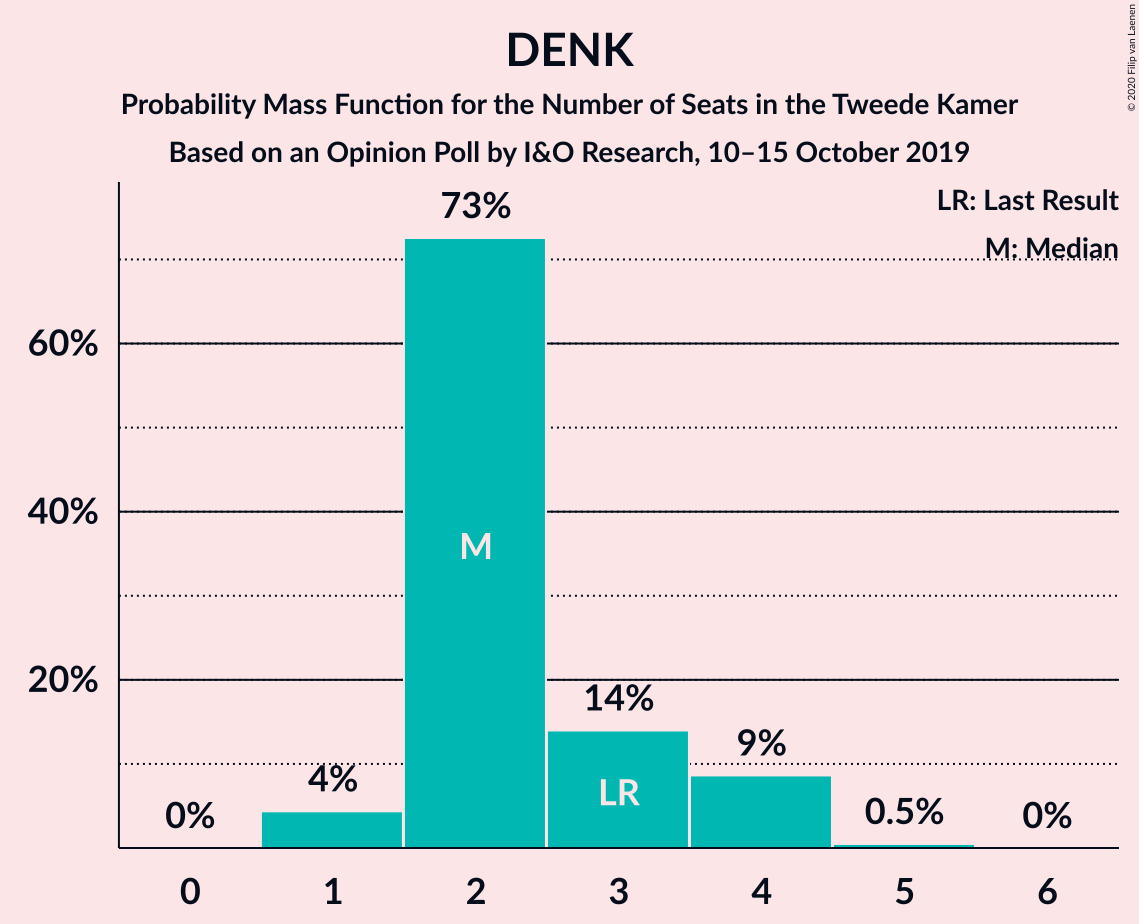 DENK
Probability Mass Function for the Number of Seats in the Tweede Kamer
Based on an Opinion Poll by I&O Research, 10–15 October 2019
© 2020 Filip van Laenen
LR: Last Result
M: Median
73%
60%
40%
M
20%
14%
9%
4%
LR
0%
0.5%
0%
0 1 2 3 4 5 6